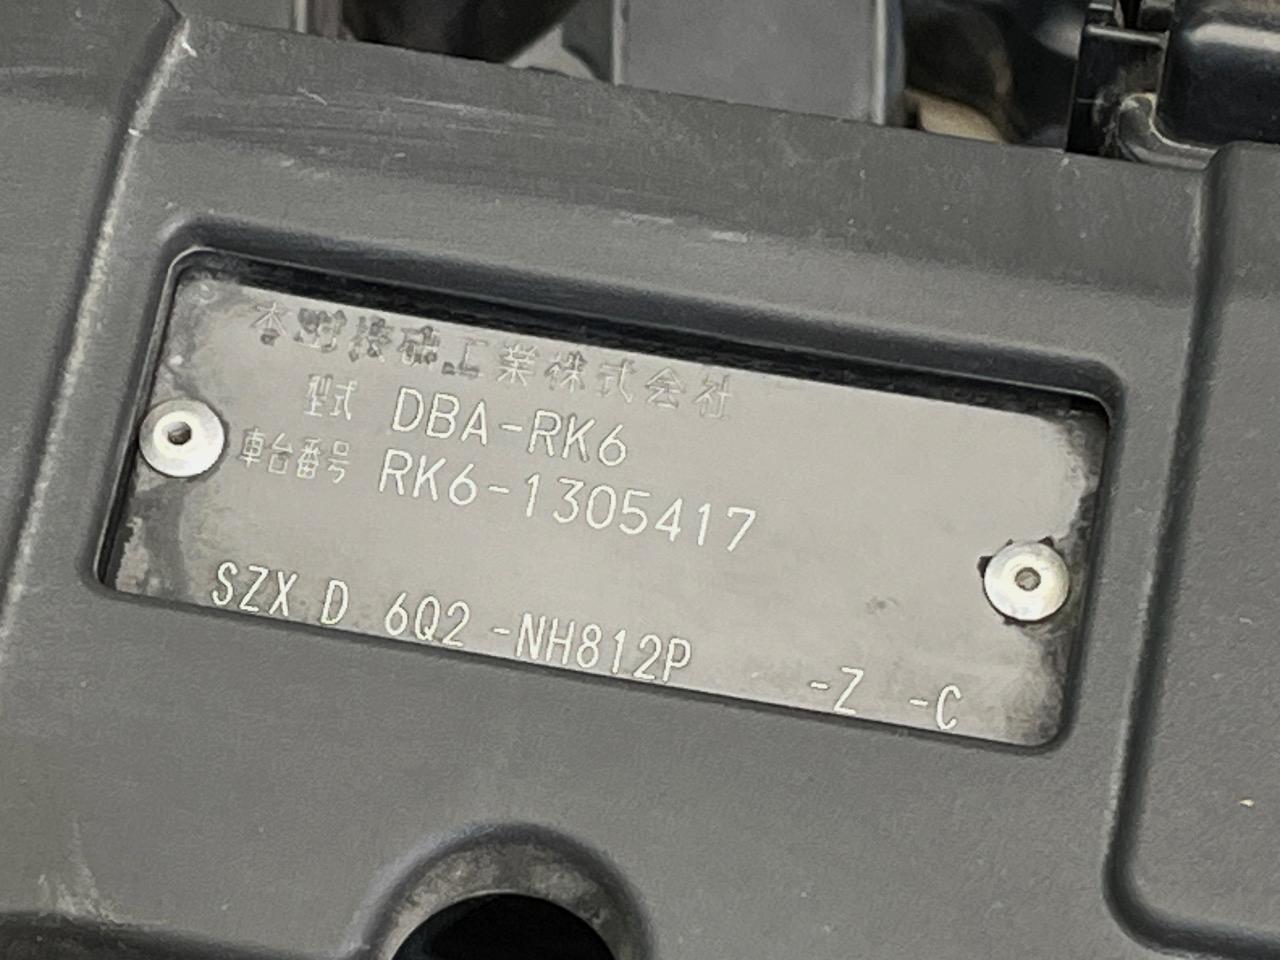 本田技研工業株式会社
型式 DBA-RK6
車台番号 RK6-1305417
SZX D 6Q2 -NH812P -Z -C